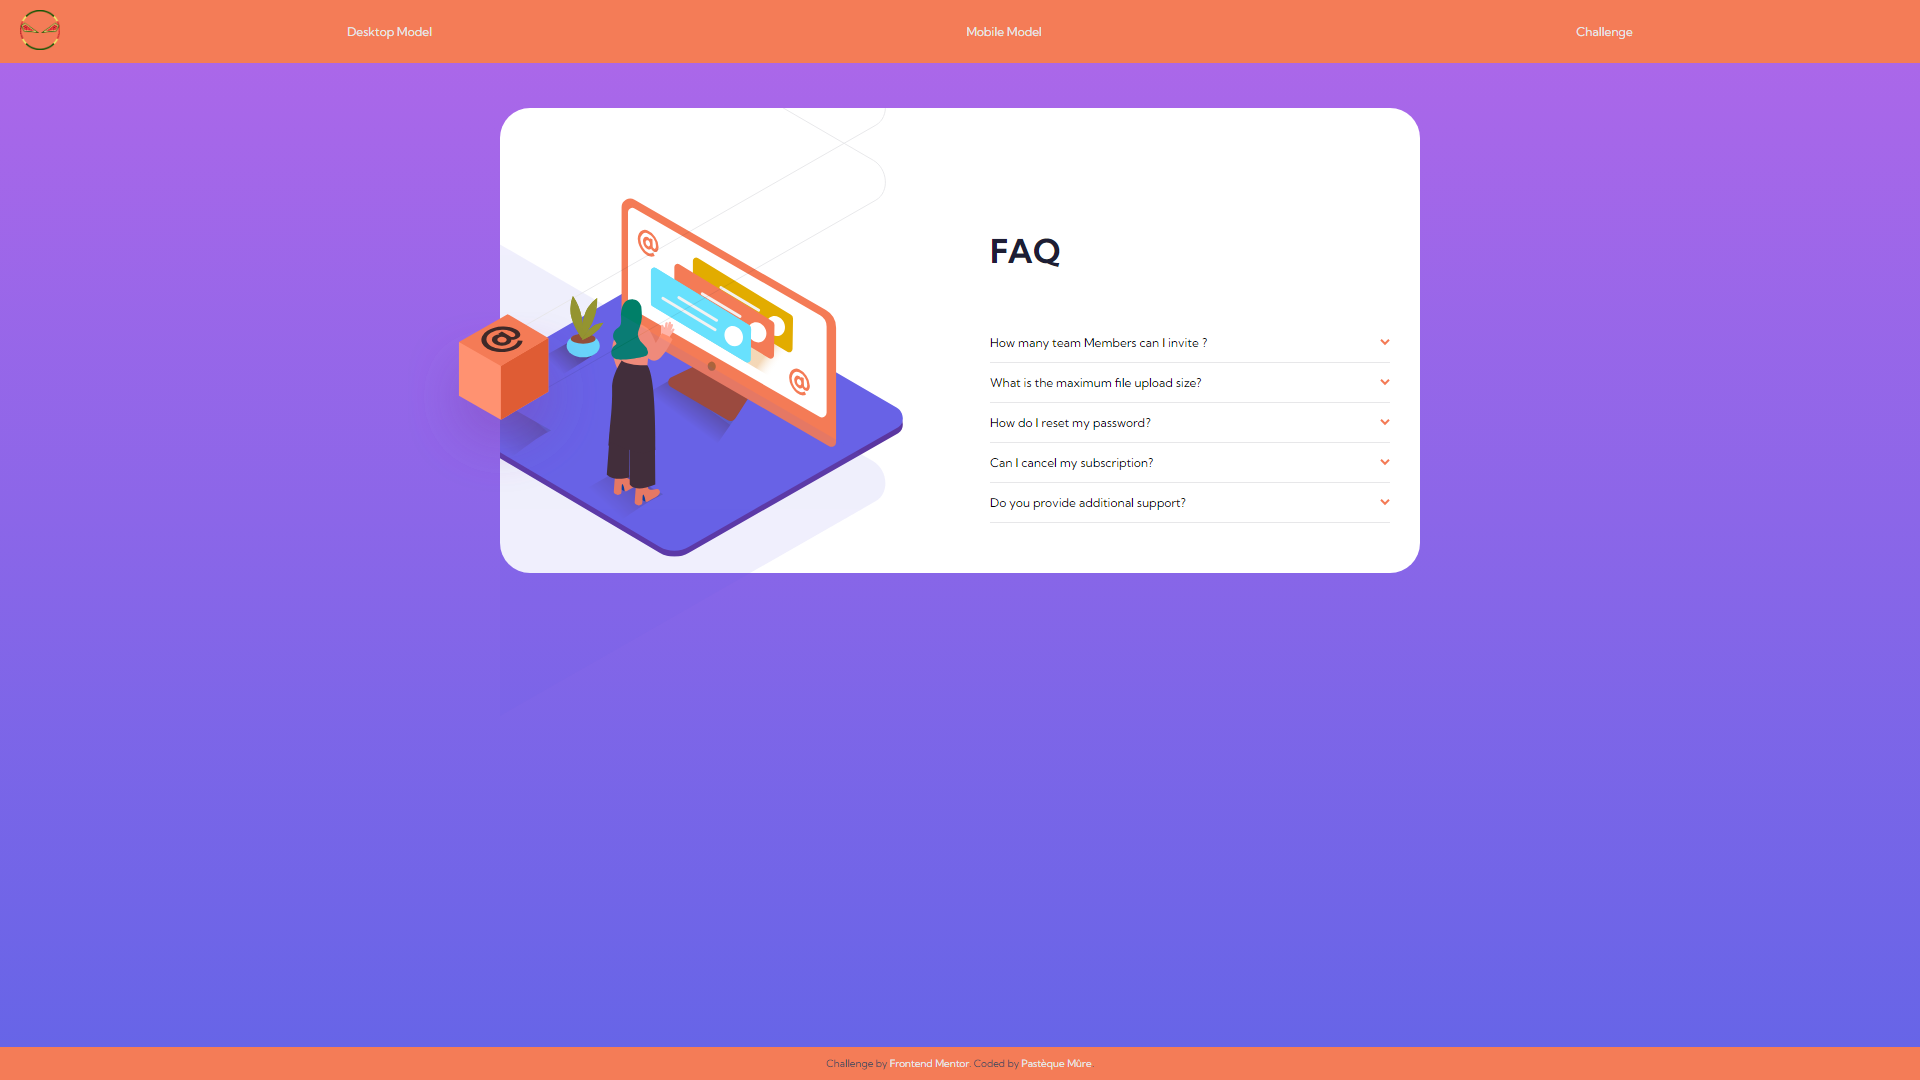 Desktop Model
Mobile Model
Challenge
@
@
@
FAQ
How many team Members can I invite ?
What is the maximum file upload size?
How do I reset my password?
Can I cancel my subscription?
Do you provide additional support?
Challenge by Frontend Mentor. Coded by Pastèque Mûre.